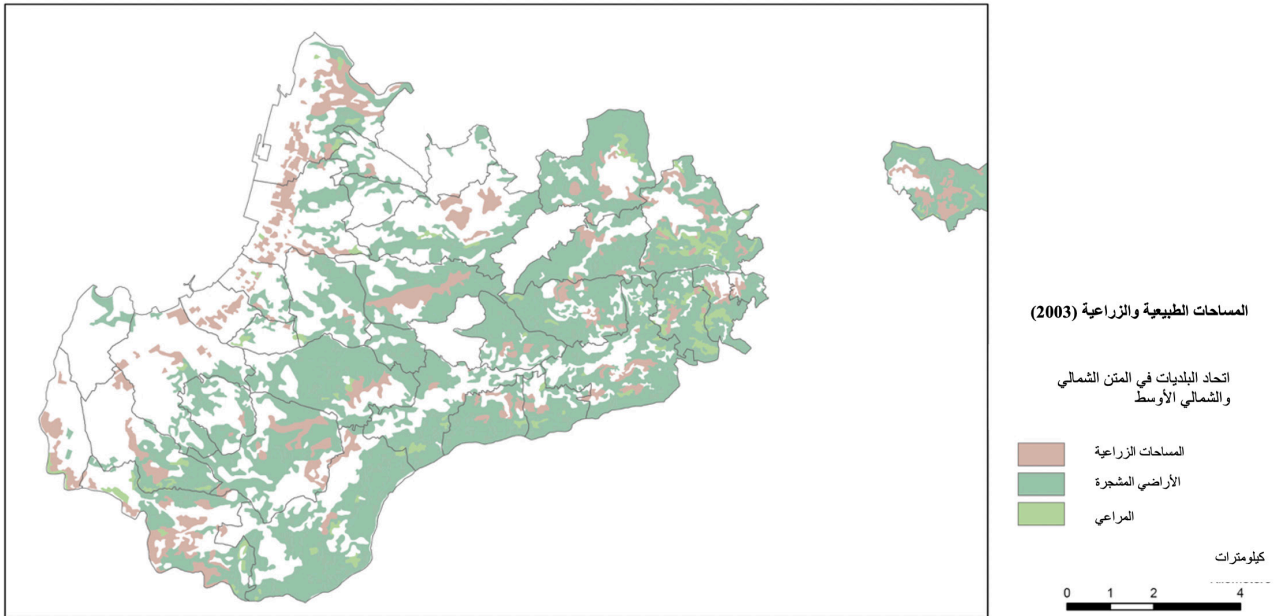 المساحات الطبيعية والزراعية (2003)
اتحاد البلديات في المتن الشمالي
والشمالي الأوسط
المساحات الزراعية
الأراضي المشجرة
المراعي
كيلومترات
0 1 2 4